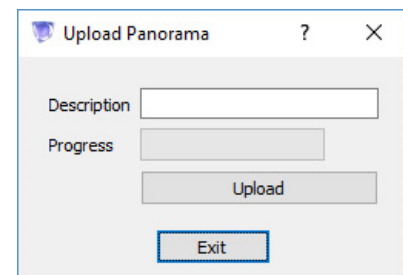 Upload Panorama ?
Description
Progress
Upload
Exit